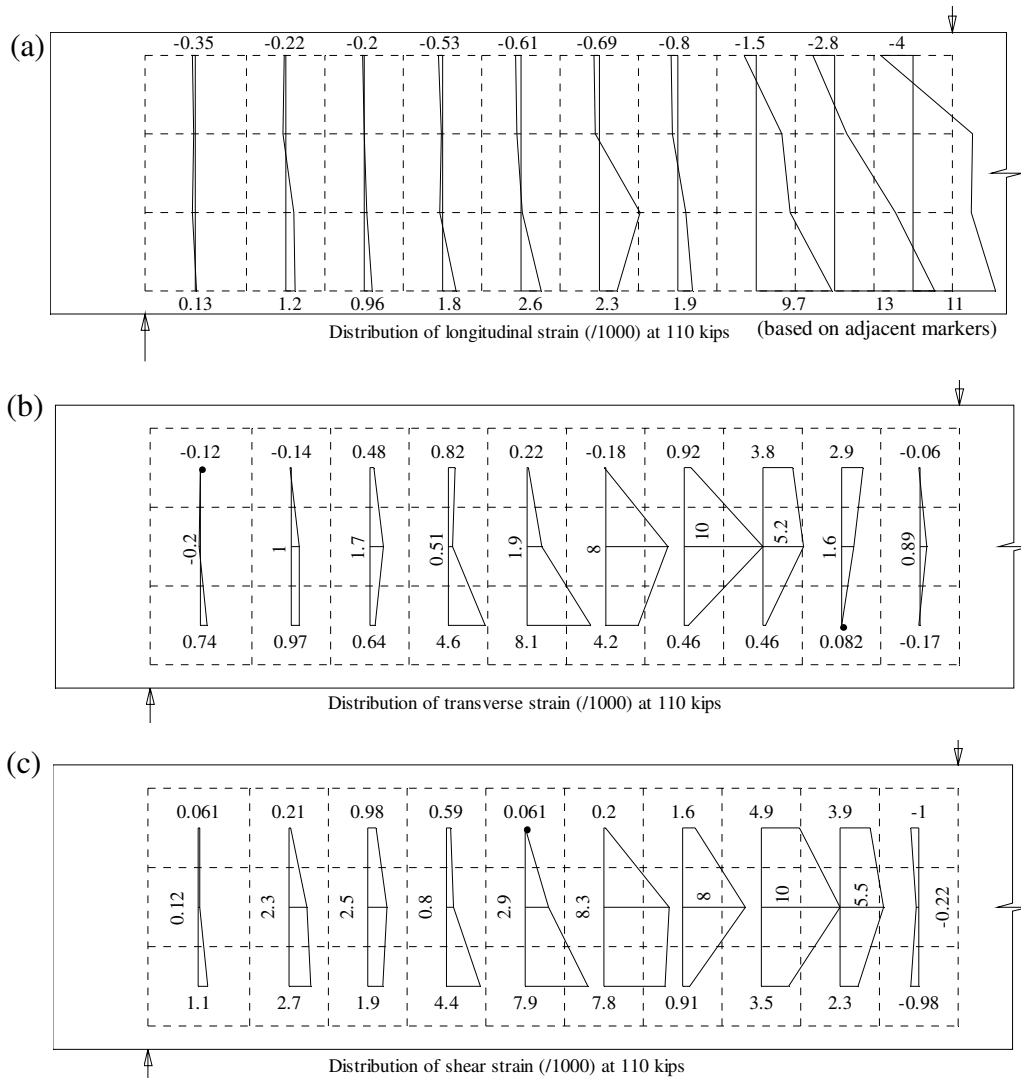 (a)
-0.35 -0.22 -0.2 -0.53 -0.61 -0.69 -0.8 -1.5 -2.8 -4
0.13 1.2 0.96 1.8 2.6 2.3 1.9 9.7 13 11
Distribution of longitudinal strain (/1000) at 110 kips (based on adjacent markers)
(b)
-0.12 -0.14 0.48 0.82 0.22 -0.18 0.92 3.8 2.9 -0.06
-0.2 1 1.7 0.51 1.9 8 10 5.2 1.6 0.89
0.74 0.97 0.64 4.6 8.1 4.2 0.46 0.46 0.082 -0.17
Distribution of transverse strain (/1000) at 110 kips
(c)
0.061 0.21 0.98 0.59 0.061 0.2 1.6 4.9 3.9 -1
0.12 2.3 2.5 0.8 2.9 8.3 8 10 5.5 -0.22
1.1 2.7 1.9 4.4 7.9 7.8 0.91 3.5 2.3 -0.98
Distribution of shear strain (/1000) at 110 kips